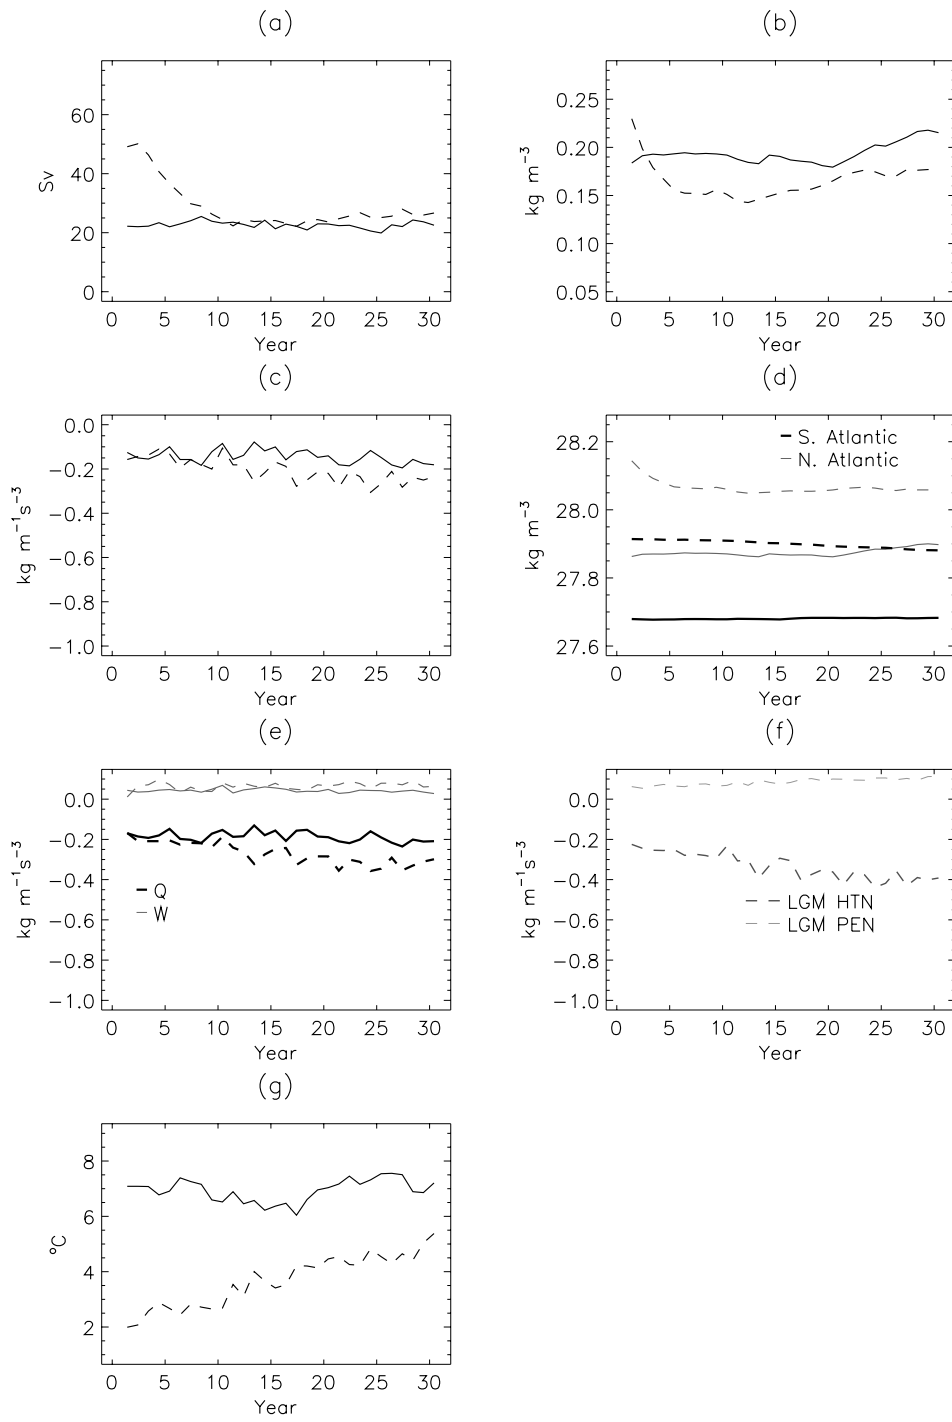 (a)
60
40
20
0
Sv
0 5 10 15 20 25 30
Year
(b)
0.25
0.20
0.15
0.10
0.05
kg m⁻³
0 5 10 15 20 25 30
Year
(c)
0.0
−0.2
−0.4
−0.6
−0.8
−1.0
kg m⁻¹s⁻³
0 5 10 15 20 25 30
Year
(d)
28.2
28.0
27.8
27.6
kg m⁻³
S. Atlantic
N. Atlantic
0 5 10 15 20 25 30
Year
(e)
0.0
−0.2
−0.4
−0.6
−0.8
−1.0
kg m⁻¹s⁻³
Q
W
0 5 10 15 20 25 30
Year
(f)
0.0
−0.2
−0.4
−0.6
−0.8
−1.0
kg m⁻¹s⁻³
LGM HTN
LGM PEN
0 5 10 15 20 25 30
Year
(g)
8
6
4
2
°C
0 5 10 15 20 25 30
Year